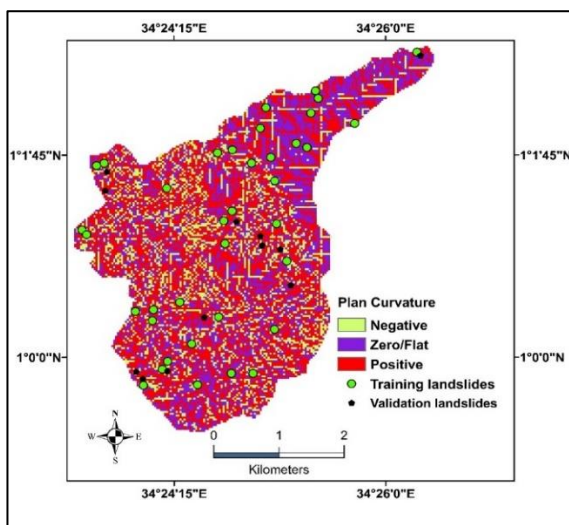 34°24'15"E 34°26'0"E
1°1'45"N 1°1'45"N
Plan Curvature
Negative
Zero/Flat
Positive
Training landslides
Validation landslides
1°0'0"N 1°0'0"N
N
W E
S
0 1 2
Kilometers
34°24'15"E 34°26'0"E